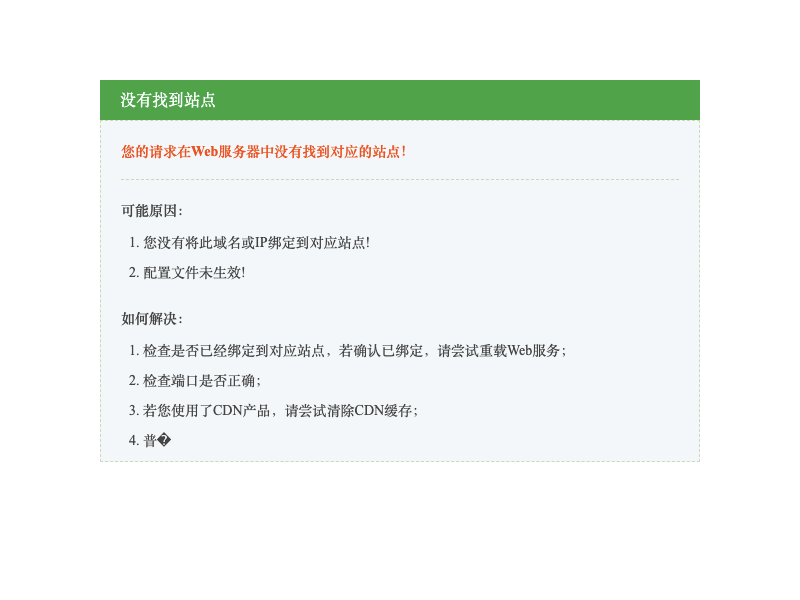 没有找到站点
您的请求在Web服务器中没有找到对应的站点！
可能原因：
1. 您没有将此域名或IP绑定到对应站点!
2. 配置文件未生效!
如何解决：
1. 检查是否已经绑定到对应站点，若确认已绑定，请尝试重载Web服务；
2. 检查端口是否正确；
3. 若您使用了CDN产品，请尝试清除CDN缓存；
4. 普�